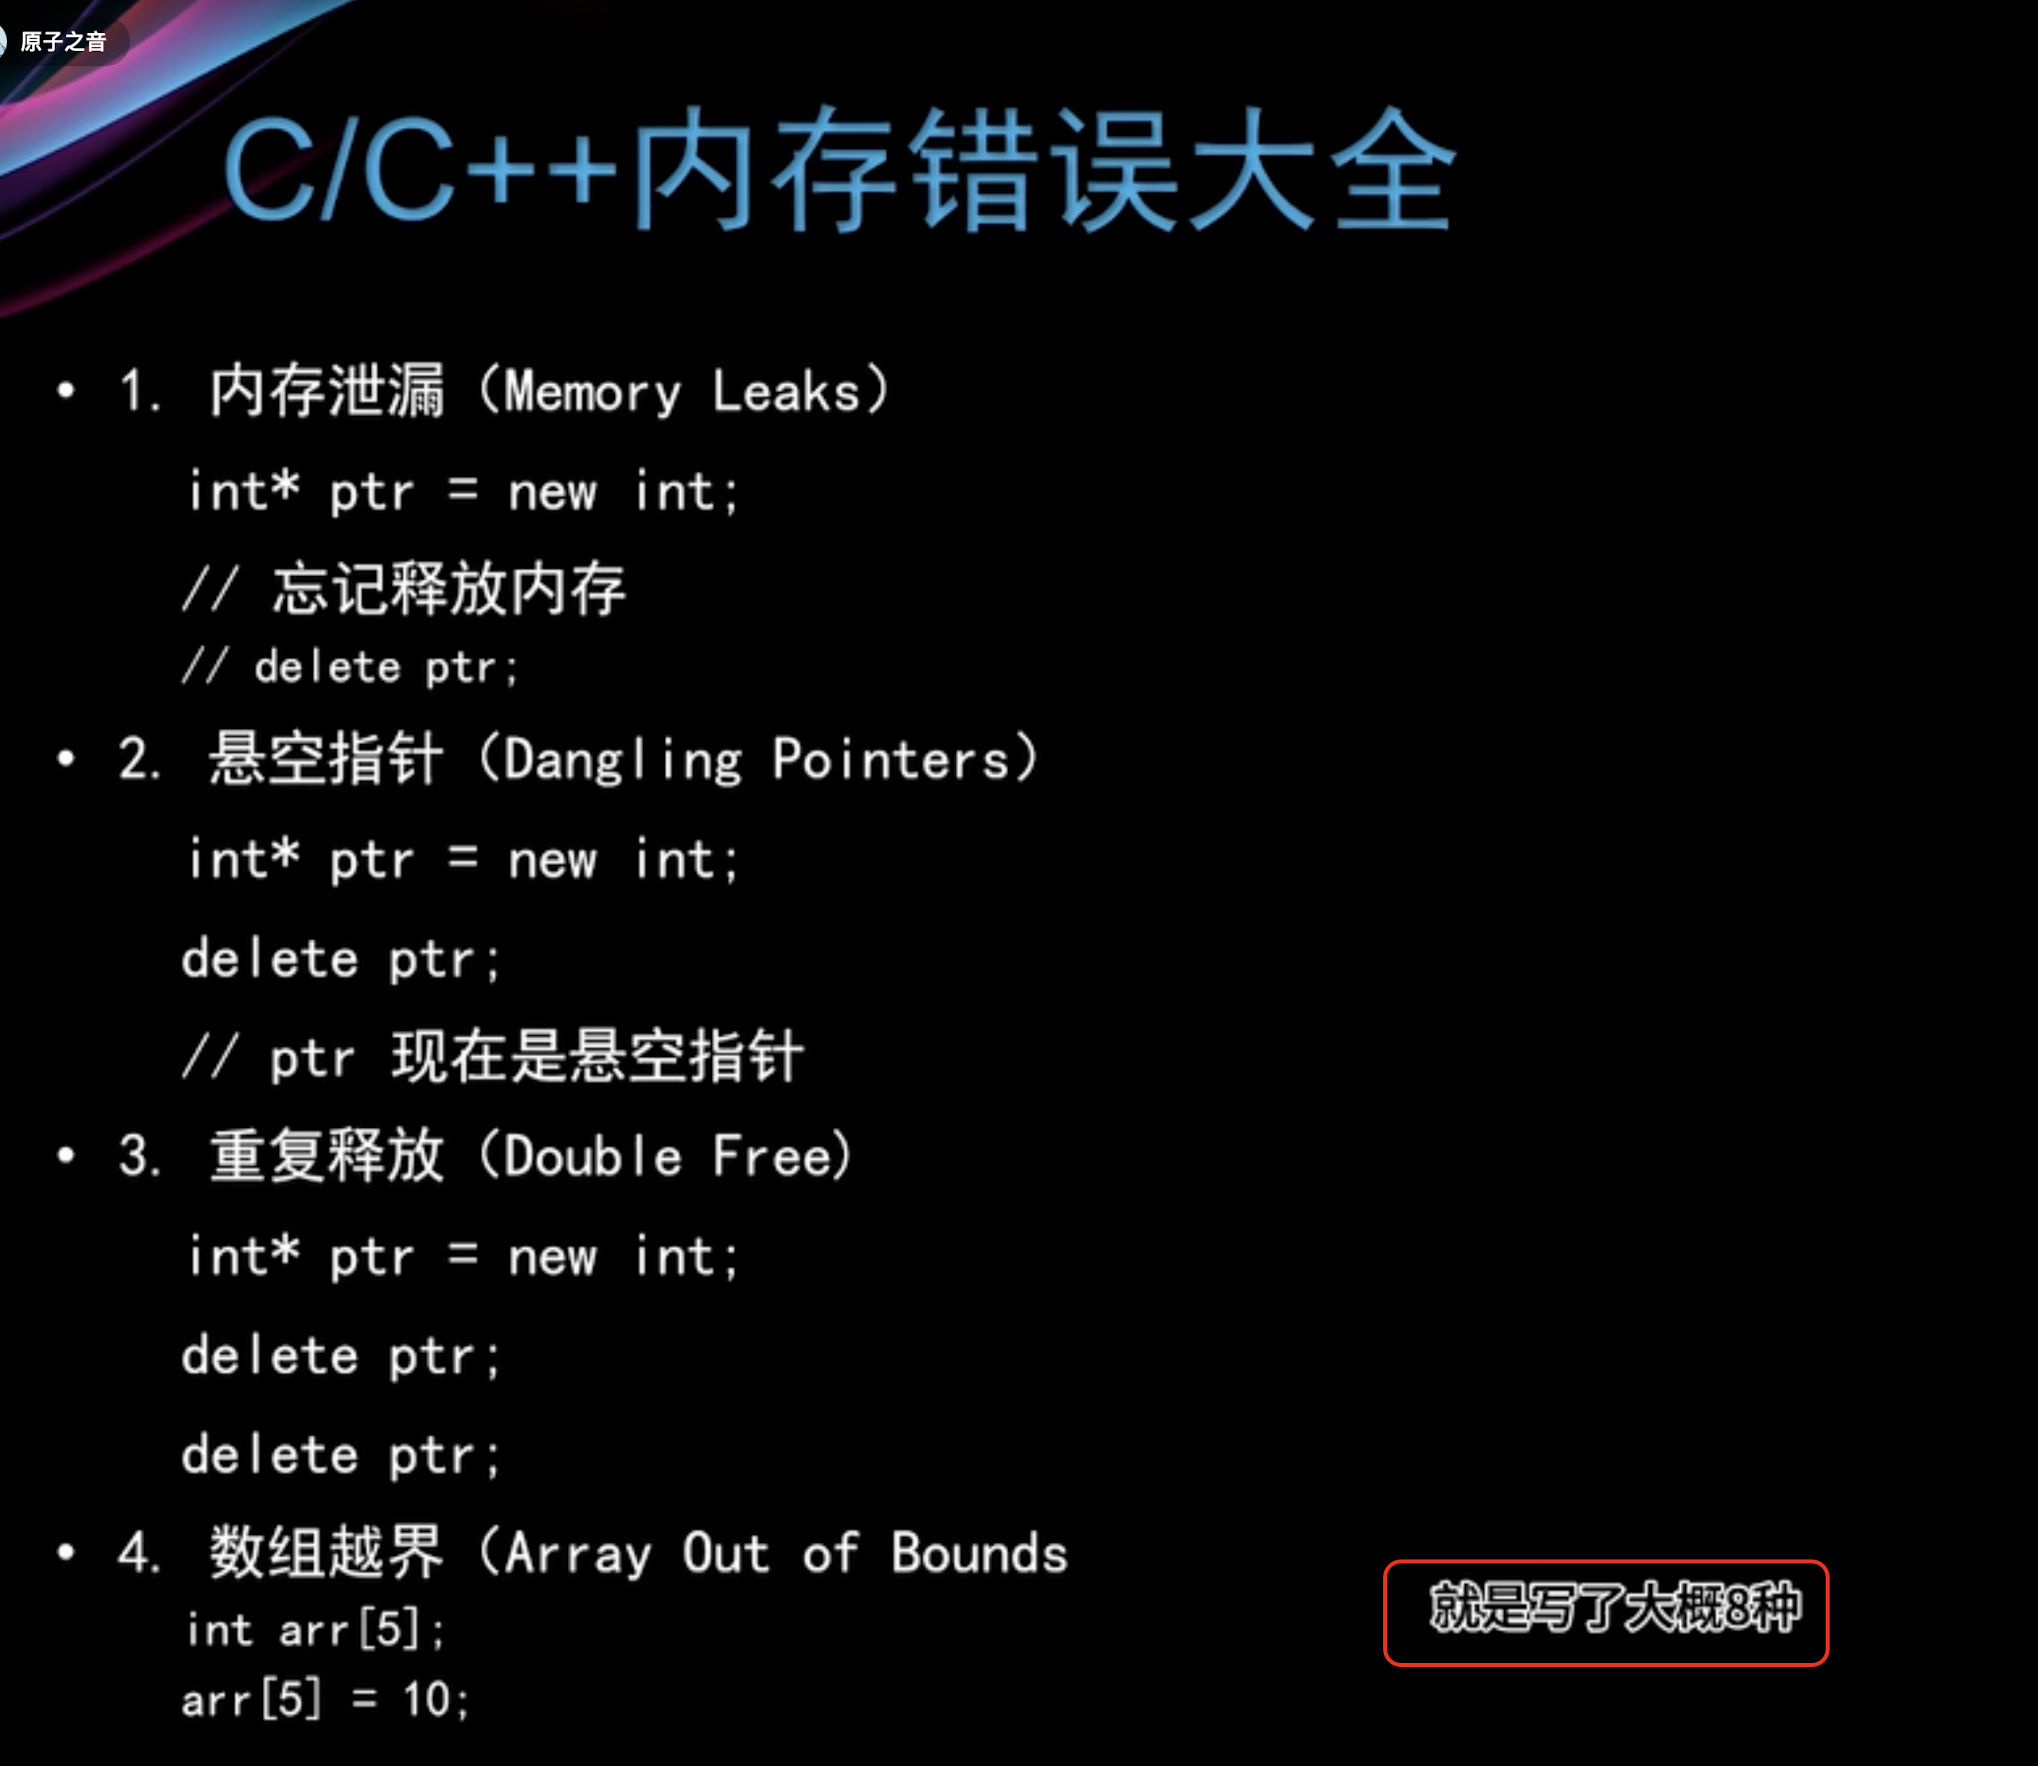 原子之音
C/C++内存错误大全
• 1. 内存泄漏（Memory Leaks）
int* ptr = new int;
// 忘记释放内存
// delete ptr;
• 2. 悬空指针（Dangling Pointers）
int* ptr = new int;
delete ptr;
// ptr 现在是悬空指针
• 3. 重复释放（Double Free)
int* ptr = new int;
delete ptr;
delete ptr;
• 4. 数组越界（Array Out of Bounds
int arr[5];
arr[5] = 10;
就是写了大概8种